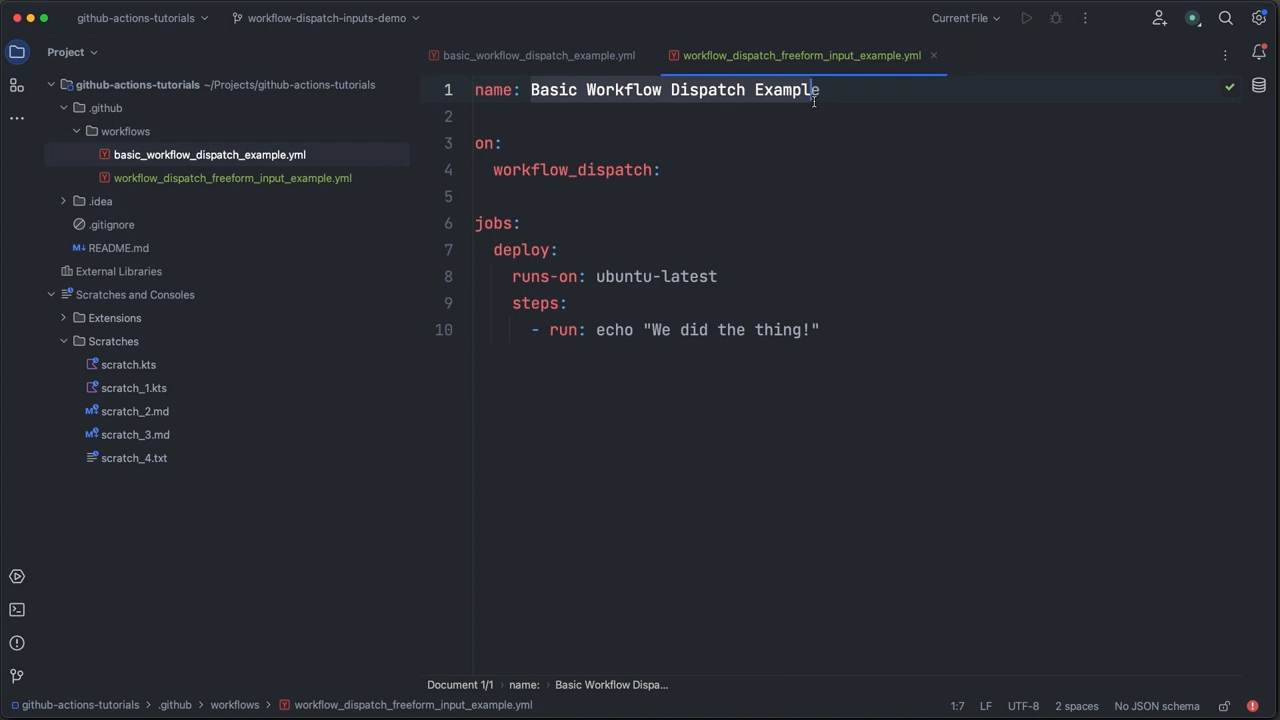 github-actions-tutorials
workflow-dispatch-inputs-demo
Current File
Project
basic_workflow_dispatch_example.yml
workflow_dispatch_freeform_input_example.yml
github-actions-tutorials ~/Projects/github-actions-tutorials
.github
workflows
basic_workflow_dispatch_example.yml
workflow_dispatch_freeform_input_example.yml
.idea
.gitignore
README.md
External Libraries
Scratches and Consoles
Extensions
Scratches
scratch.kts
scratch_1.kts
scratch_2.md
scratch_3.md
scratch_4.txt
1 name: Basic Workflow Dispatch Example
2
3 on:
4 workflow_dispatch:
5
6 jobs:
7 deploy:
8 runs-on: ubuntu-latest
9 steps:
10 - run: echo "We did the thing!"
Document 1/1 › name: › Basic Workflow Dispa...
github-actions-tutorials › .github › workflows › workflow_dispatch_freeform_input_example.yml
1:7 LF UTF-8 2 spaces No JSON schema